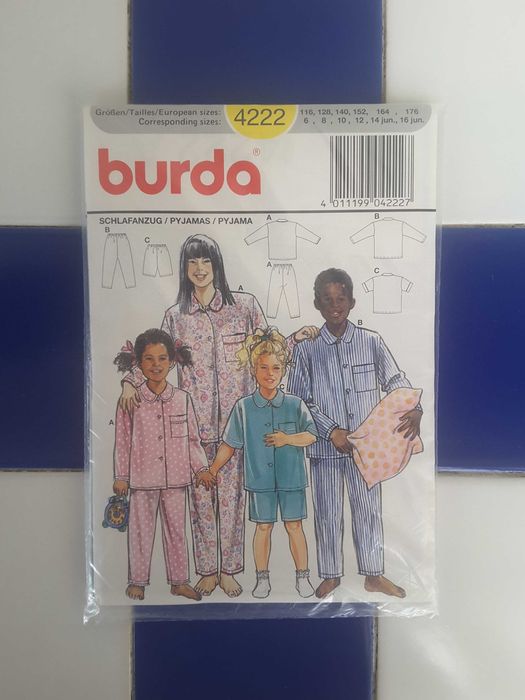 Größen/Tailles/European sizes: 4222 116, 128, 140, 152, 164 , 176
Corresponding sizes: 6 , 8 , 10 , 12 , 14 jun., 16 jun.
burda®
4 011199 042227
SCHLAFANZUG / PYJAMAS / PYJAMA
A B
B C
A C
A B
A C